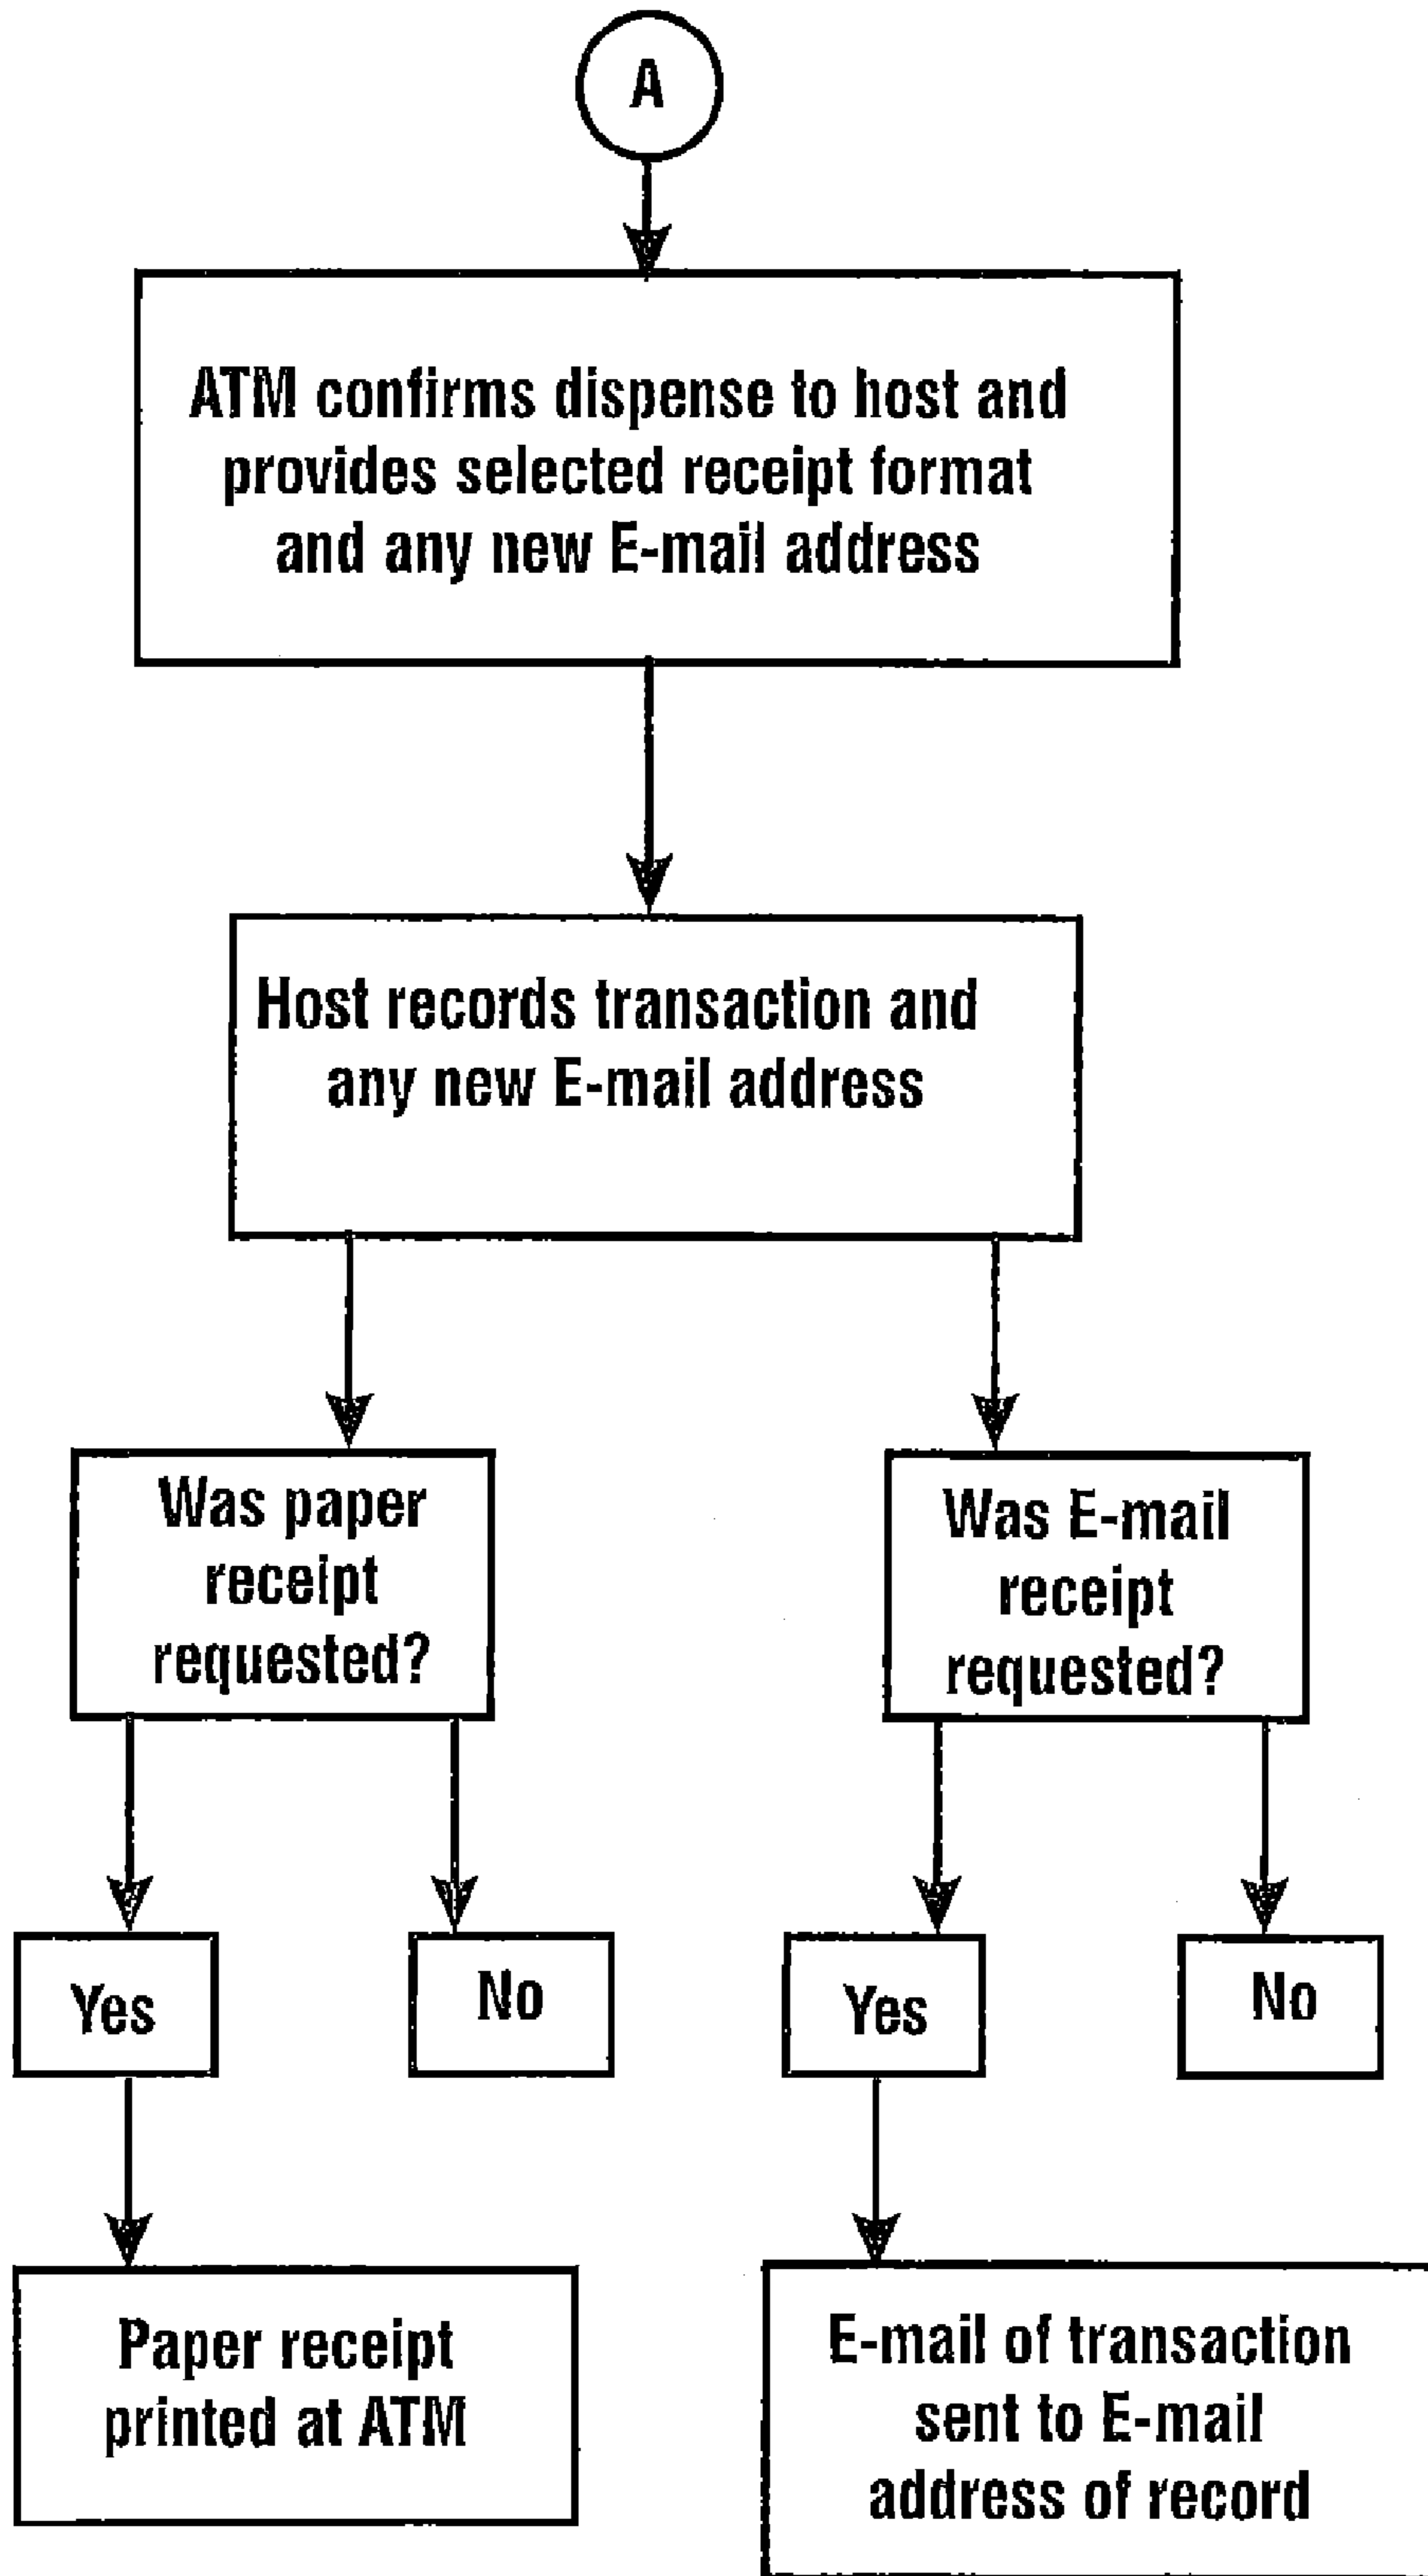 A
ATM confirms dispense to host and
provides selected receipt format
and any new E-mail address
Host records transaction and
any new E-mail address
Was paper
receipt
requested?
Was E-mail
receipt
requested?
Yes
No
Yes
No
Paper receipt
printed at ATM
E-mail of transaction
sent to E-mail
address of record